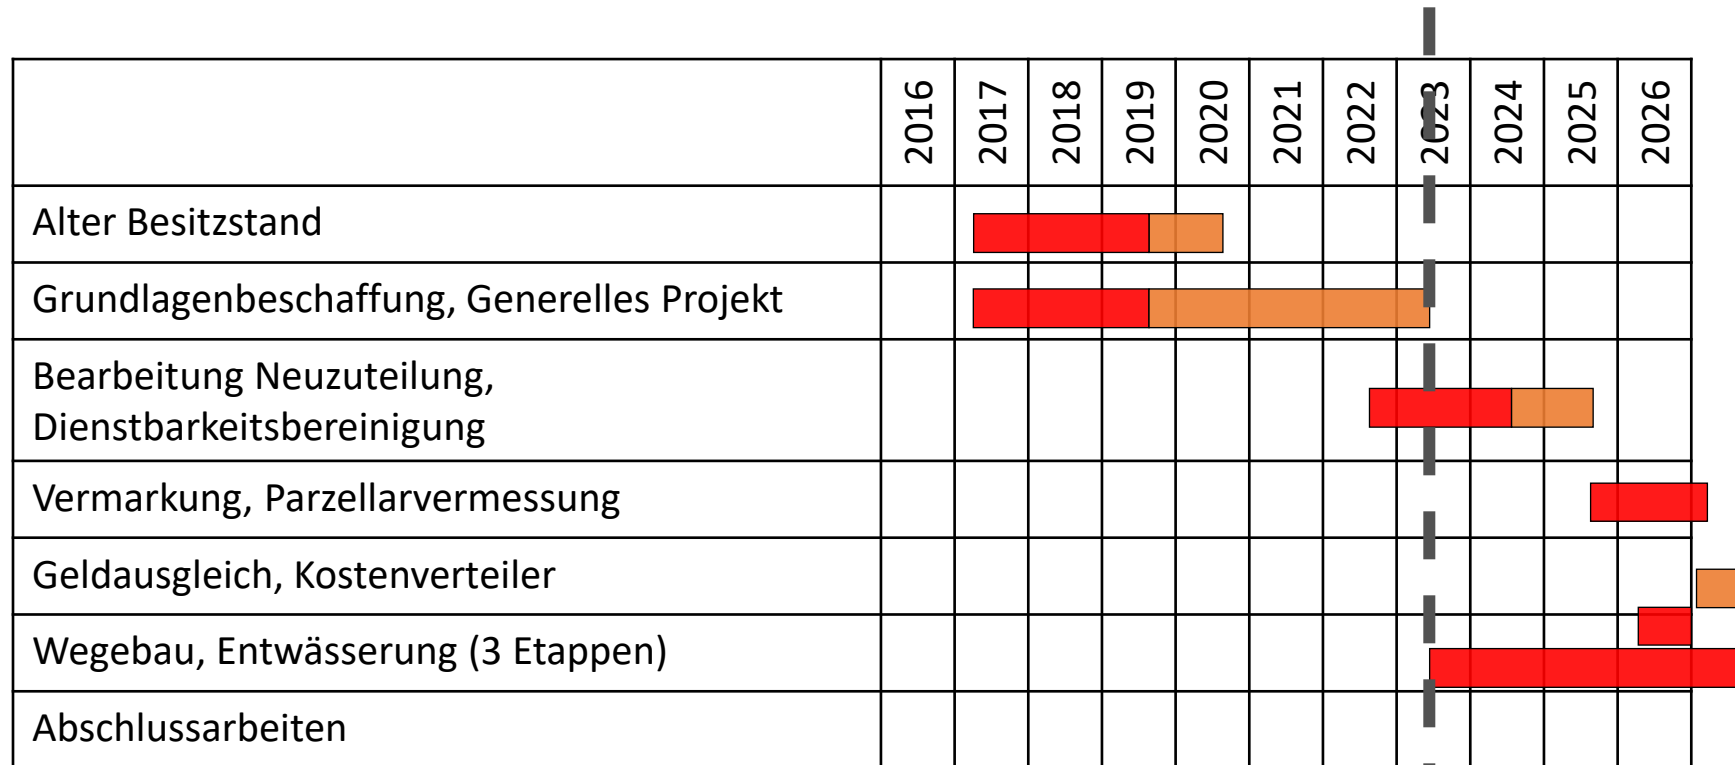 2016 2017 2018 2019 2020 2021 2022 2023 2024 2025 2026
Alter Besitzstand
Grundlagenbeschaffung, Generelles Projekt
Bearbeitung Neuzuteilung,
Dienstbarkeitsbereinigung
Vermarkung, Parzellarvermessung
Geldausgleich, Kostenverteiler
Wegebau, Entwässerung (3 Etappen)
Abschlussarbeiten